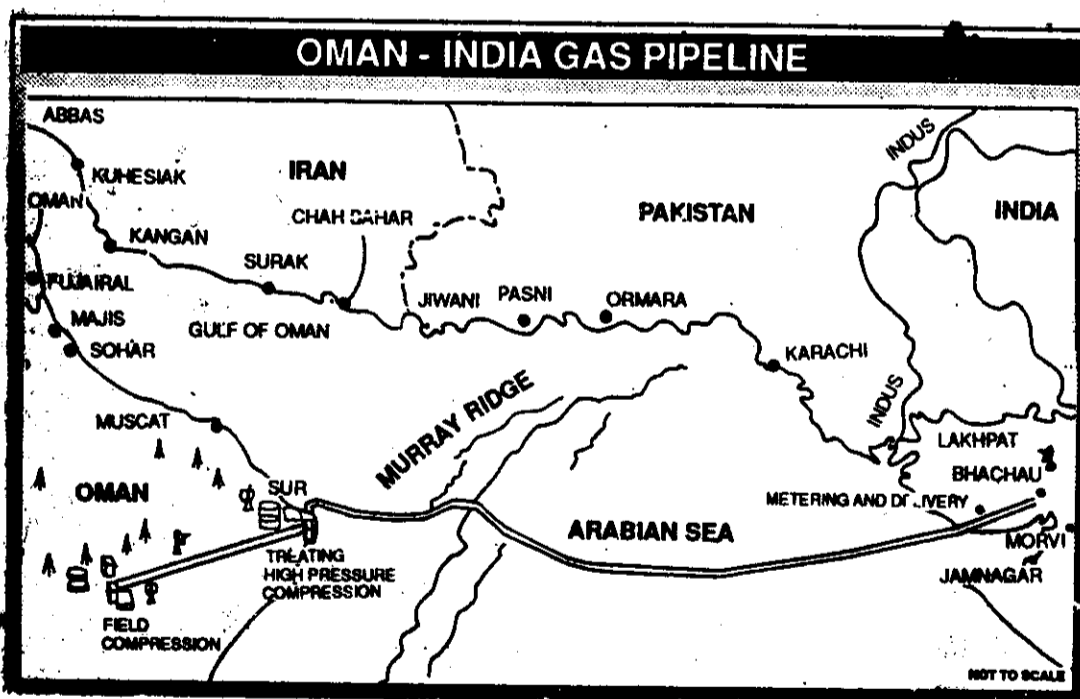 OMAN - INDIA GAS PIPELINE
ABBAS
KUHESIAK
OMAN
KANGAN
FUJAIRAL
MAJIS
SOHAR
MUSCAT
OMAN
SUR
TREATING
HIGH PRESSURE
COMPRESSION
FIELD
COMPRESSION
IRAN
CHAH BAHAR
SURAK
GULF OF OMAN
JIWANI
PASNI
ORMARA
PAKISTAN
KARACHI
MURRAY RIDGE
ARABIAN SEA
INDUS
INDIA
INDUS
LAKHPAT
BHACHAU
METERING AND DELIVERY
MORVI
JAMNAGAR
NOT TO SCALE